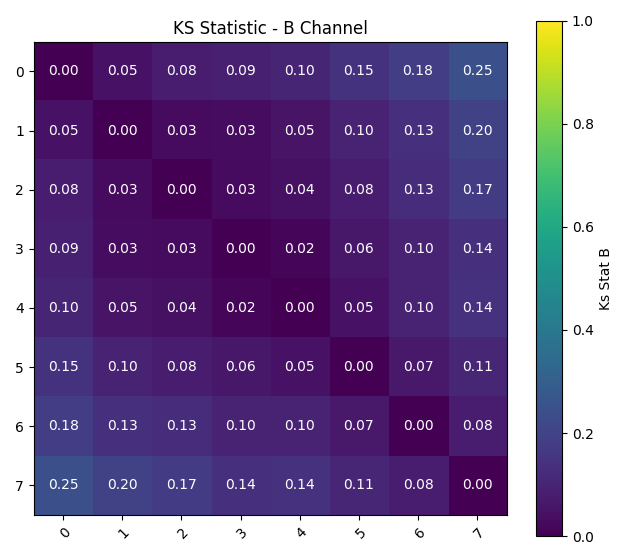 KS Statistic - B Channel
0 0.00 0.05 0.08 0.09 0.10 0.15 0.18 0.25
1 0.05 0.00 0.03 0.03 0.05 0.10 0.13 0.20
2 0.08 0.03 0.00 0.03 0.04 0.08 0.13 0.17
3 0.09 0.03 0.03 0.00 0.02 0.06 0.10 0.14
4 0.10 0.05 0.04 0.02 0.00 0.05 0.10 0.14
5 0.15 0.10 0.08 0.06 0.05 0.00 0.07 0.11
6 0.18 0.13 0.13 0.10 0.10 0.07 0.00 0.08
7 0.25 0.20 0.17 0.14 0.14 0.11 0.08 0.00
0 1 2 3 4 5 6 7
1.0
0.8
0.6
0.4
0.2
0.0
Ks Stat B